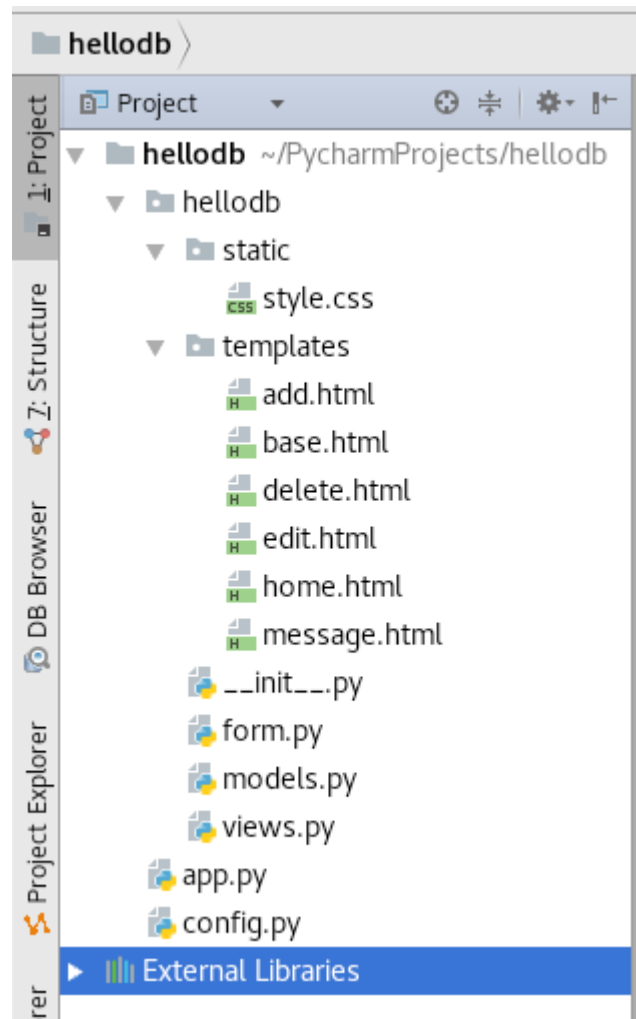 hellodb
Project
hellodb ~/PycharmProjects/hellodb
hellodb
static
CSS style.css
templates
H add.html
H base.html
H delete.html
H edit.html
H home.html
H message.html
__init__.py
form.py
models.py
views.py
app.py
config.py
External Libraries
1: Project
7: Structure
DB Browser
Project Explorer
rer